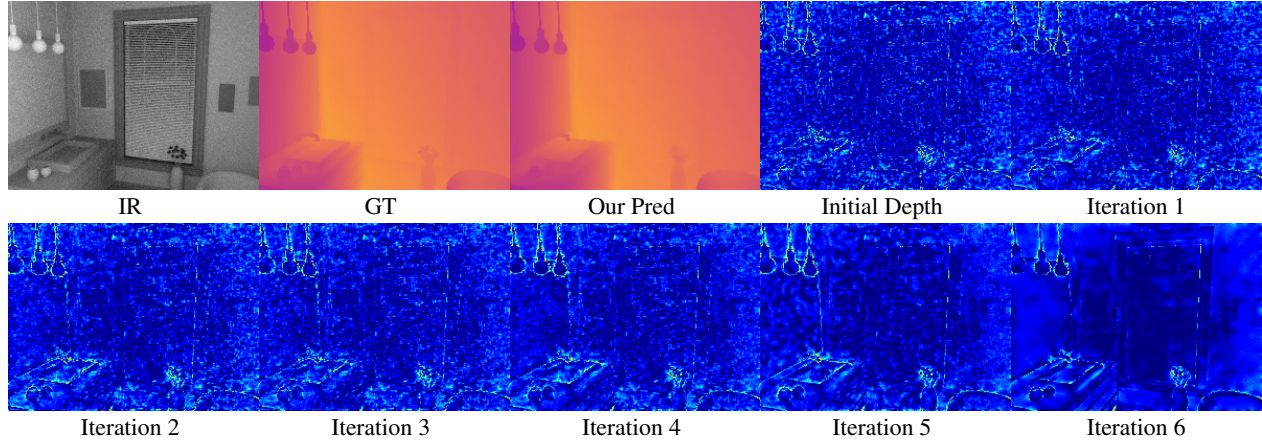 IR
GT
Our Pred
Initial Depth
Iteration 1
Iteration 2
Iteration 3
Iteration 4
Iteration 5
Iteration 6